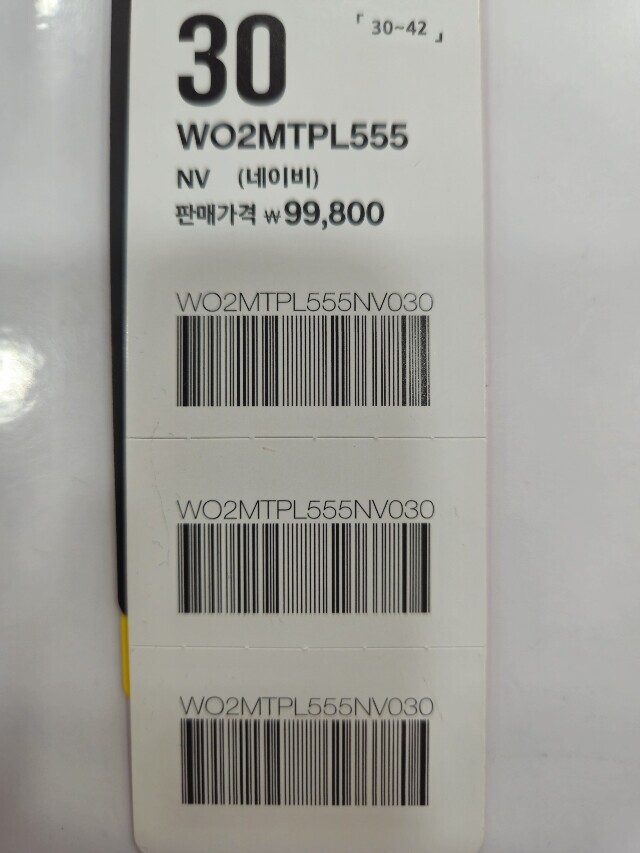 30
「30~42」
WO2MTPL555
NV (네이비)
판매가격 ₩99,800
WO2MTPL555NV030
WO2MTPL555NV030
WO2MTPL555NV030